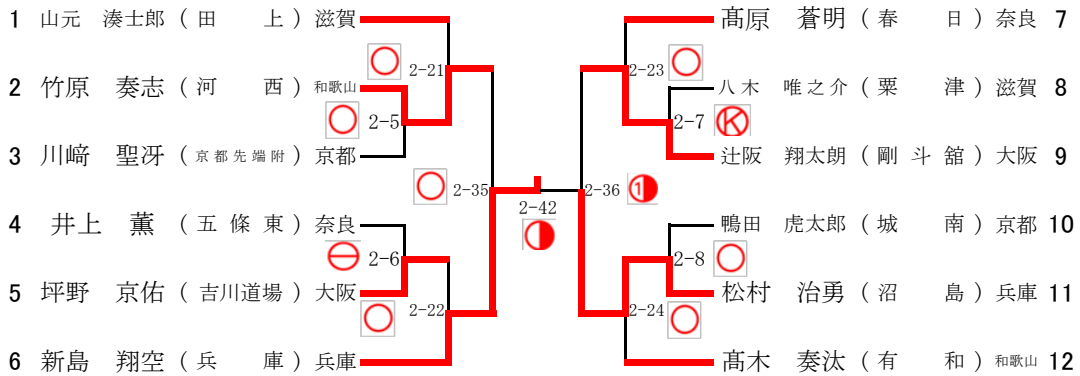 1 山元 湊士郎 (田 上) 滋賀
2-21
2 竹原 奏志 (河 西) 和歌山
2-5
3 川﨑 聖冴 (京都先端附) 京都
2-35
4 井上 薫 (五條東) 奈良
2-6
5 坪野 京佑 (吉川道場) 大阪
2-22
6 新島 翔空 (兵 庫) 兵庫
2-42
髙原 蒼明 (春 日) 奈良 7
2-23
八木 唯之介 (粟 津) 滋賀 8
2-7 K
辻阪 翔太朗 (剛斗舘) 大阪 9
2-36 1
鴨田 虎太郎 (城 南) 京都 10
2-8
松村 治勇 (沼 島) 兵庫 11
2-24
髙木 奏汰 (有 和) 和歌山 12